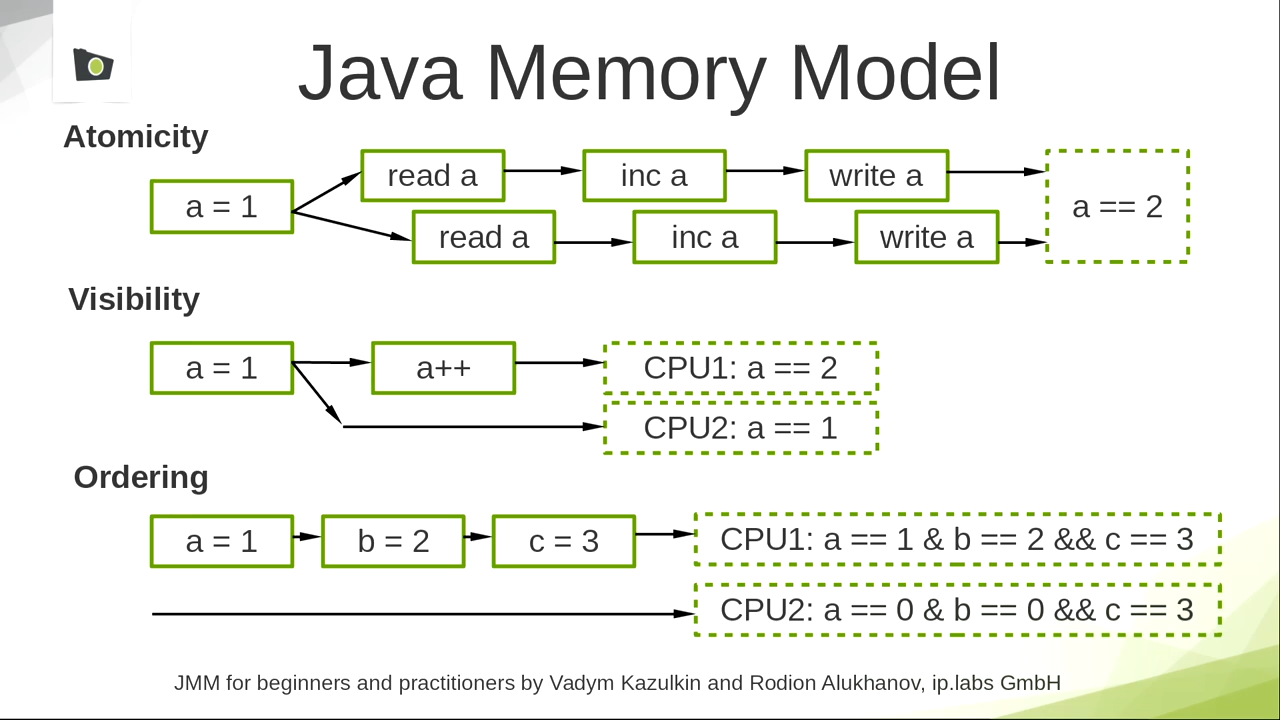 Java Memory Model
Atomicity
a = 1
read a
inc a
write a
read a
inc a
write a
a == 2
Visibility
a = 1
a++
CPU1: a == 2
CPU2: a == 1
Ordering
a = 1
b = 2
c = 3
CPU1: a == 1 & b == 2 && c == 3
CPU2: a == 0 & b == 0 && c == 3
JMM for beginners and practitioners by Vadym Kazulkin and Rodion Alukhanov, ip.labs GmbH